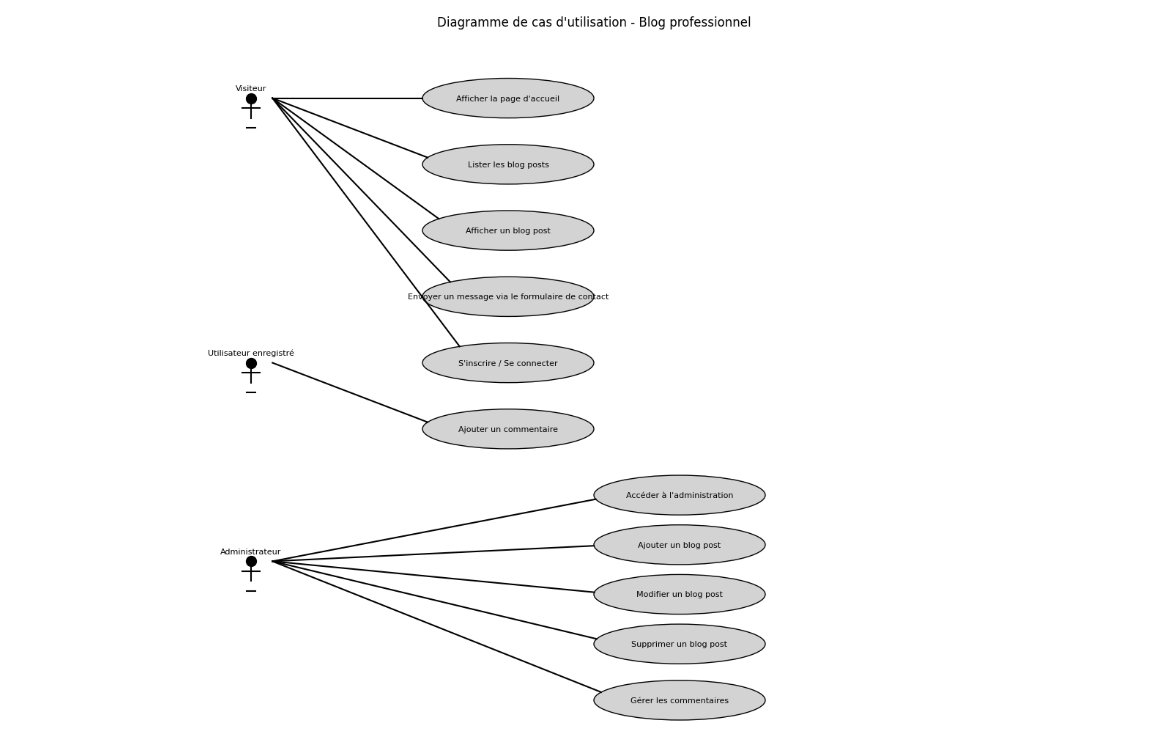 Diagramme de cas d'utilisation - Blog professionnel
Visiteur
Afficher la page d'accueil
Lister les blog posts
Afficher un blog post
Envoyer un message via le formulaire de contact
Utilisateur enregistré
S'inscrire / Se connecter
Ajouter un commentaire
Accéder à l'administration
Ajouter un blog post
Administrateur
Modifier un blog post
Supprimer un blog post
Gérer les commentaires